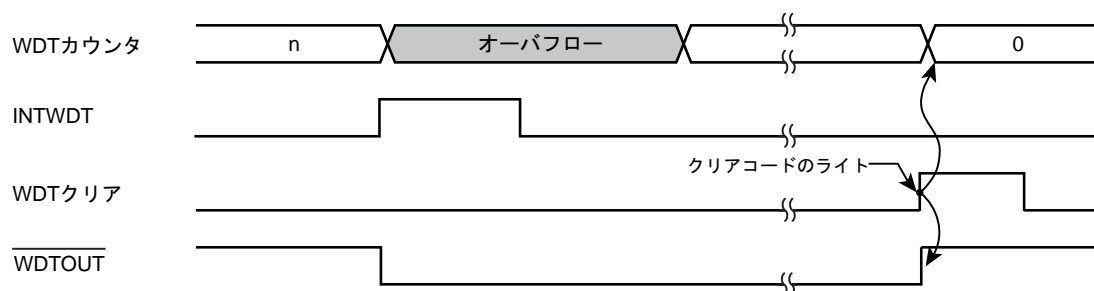 WDTカウンタ n オーバフロー 0
INTWDT
クリアコードのライト
WDTクリア
WDTOUT